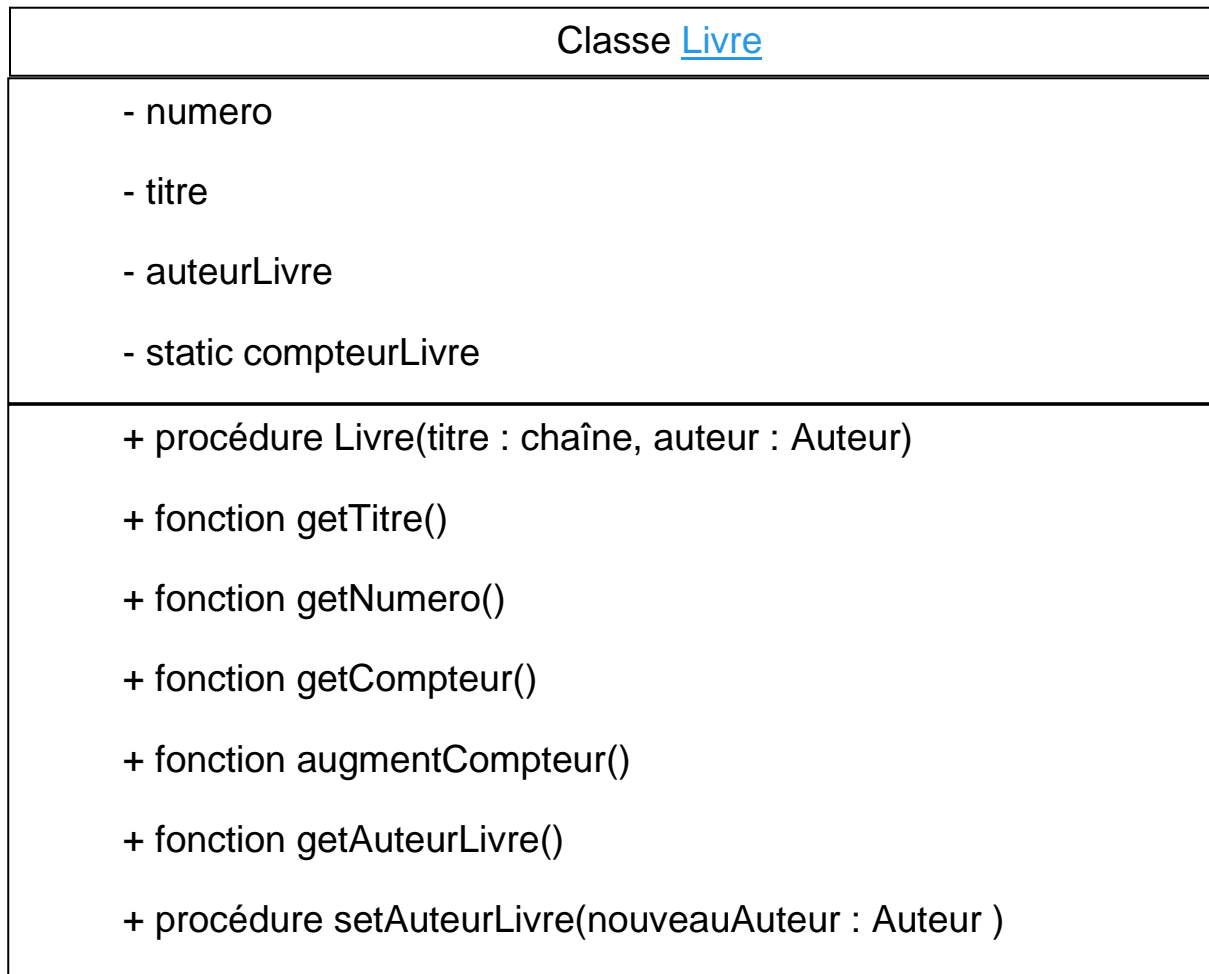 Classe Livre
- numero
- titre
- auteurLivre
- static compteurLivre
+ procédure Livre(titre : chaîne, auteur : Auteur)
+ fonction getTitre()
+ fonction getNumero()
+ fonction getCompteur()
+ fonction augmentCompteur()
+ fonction getAuteurLivre()
+ procédure setAuteurLivre(nouveauAuteur : Auteur )